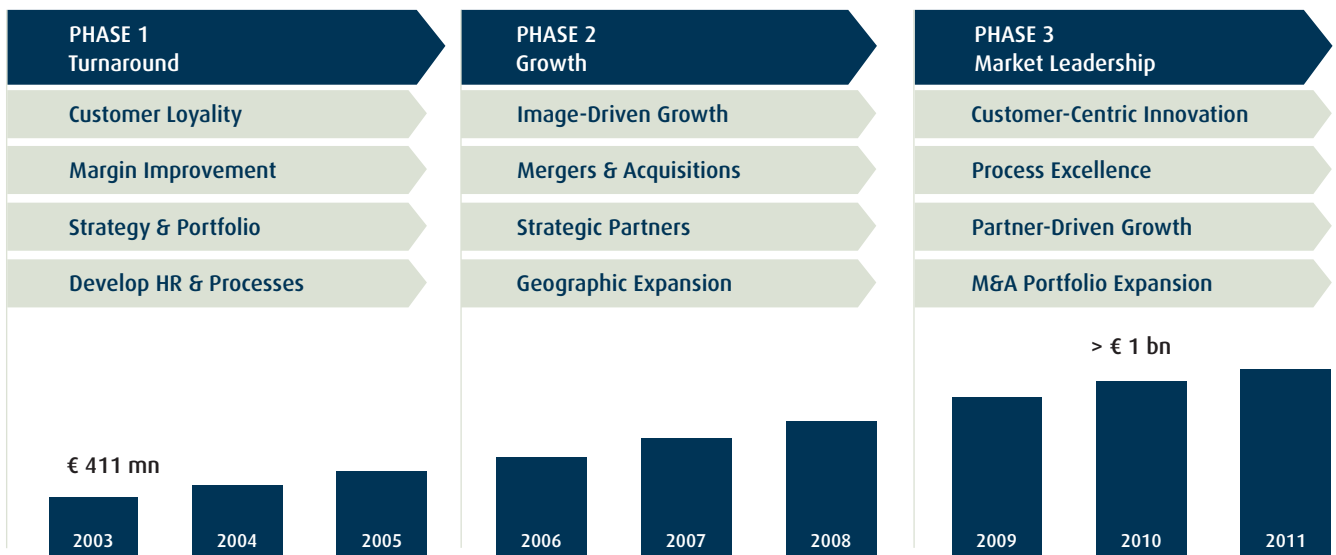 PHASE 1
Turnaround
Customer Loyality
Margin Improvement
Strategy & Portfolio
Develop HR & Processes
€ 411 mn
2003
2004
2005
PHASE 2
Growth
Image-Driven Growth
Mergers & Acquisitions
Strategic Partners
Geographic Expansion
2006
2007
2008
PHASE 3
Market Leadership
Customer-Centric Innovation
Process Excellence
Partner-Driven Growth
M&A Portfolio Expansion
> € 1 bn
2009
2010
2011